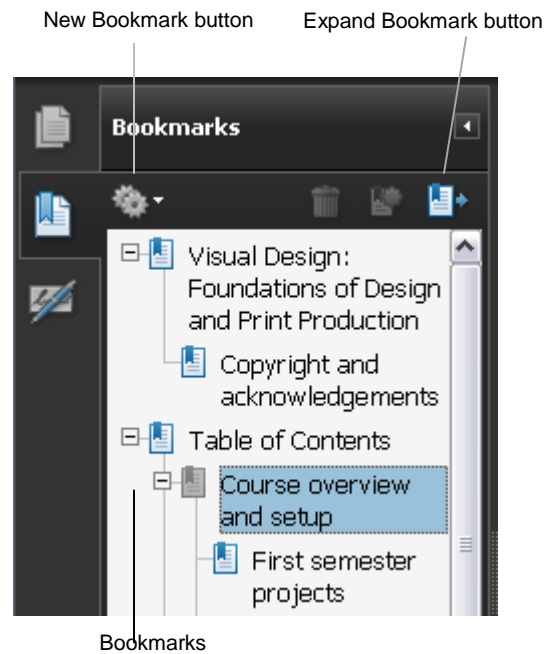 New Bookmark button
Expand Bookmark button
Bookmarks
Visual Design:
Foundations of Design
and Print Production
Copyright and
acknowledgements
Table of Contents
Course overview
and setup
First semester
projects
Bookmarks